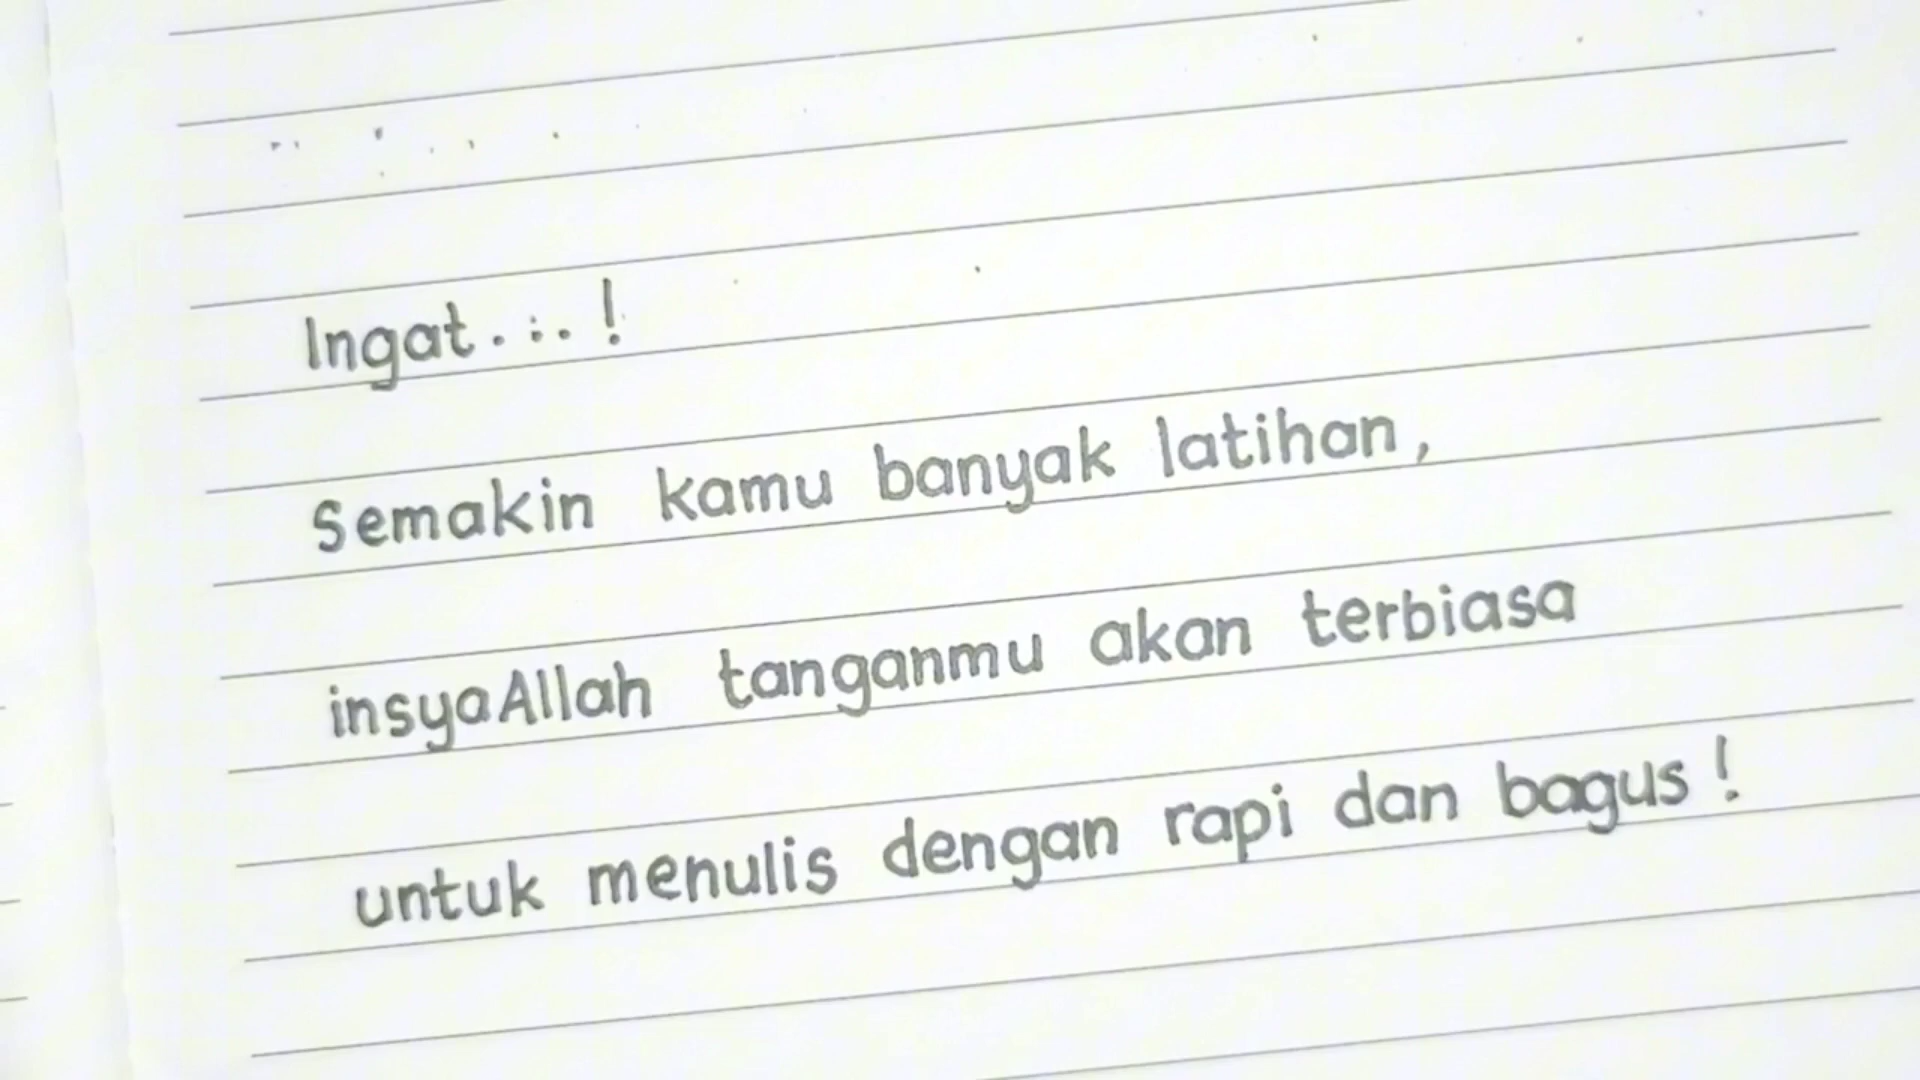 Ingat...!
Semakin kamu banyak latihan,
insyaAllah tanganmu akan terbiasa
untuk menulis dengan rapi dan bagus!